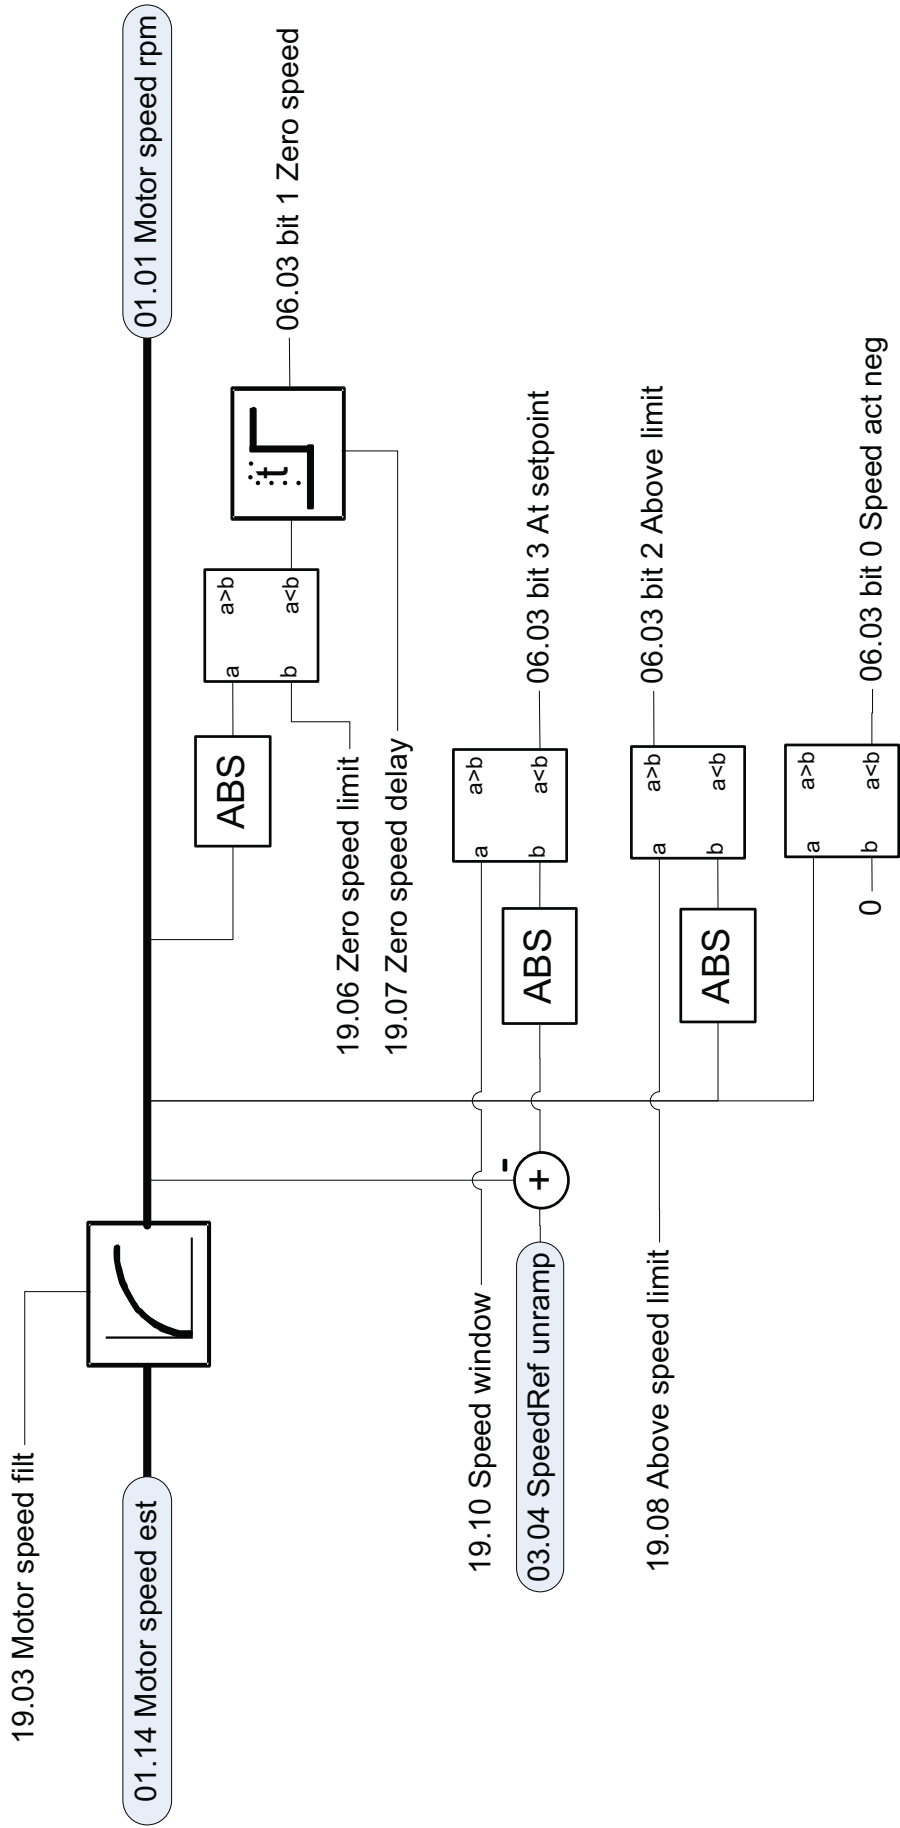 19.03 Motor speed filt
01.14 Motor speed est
01.01 Motor speed rpm
ABS
a
b
a>b
a<b
t
06.03 bit 1 Zero speed
19.06 Zero speed limit
19.07 Zero speed delay
19.10 Speed window
03.04 SpeedRef unramp
-
+
ABS
a
b
a>b
a<b
06.03 bit 3 At setpoint
19.08 Above speed limit
ABS
a
b
a>b
a<b
06.03 bit 2 Above limit
0
a
b
a>b
a<b
06.03 bit 0 Speed act neg